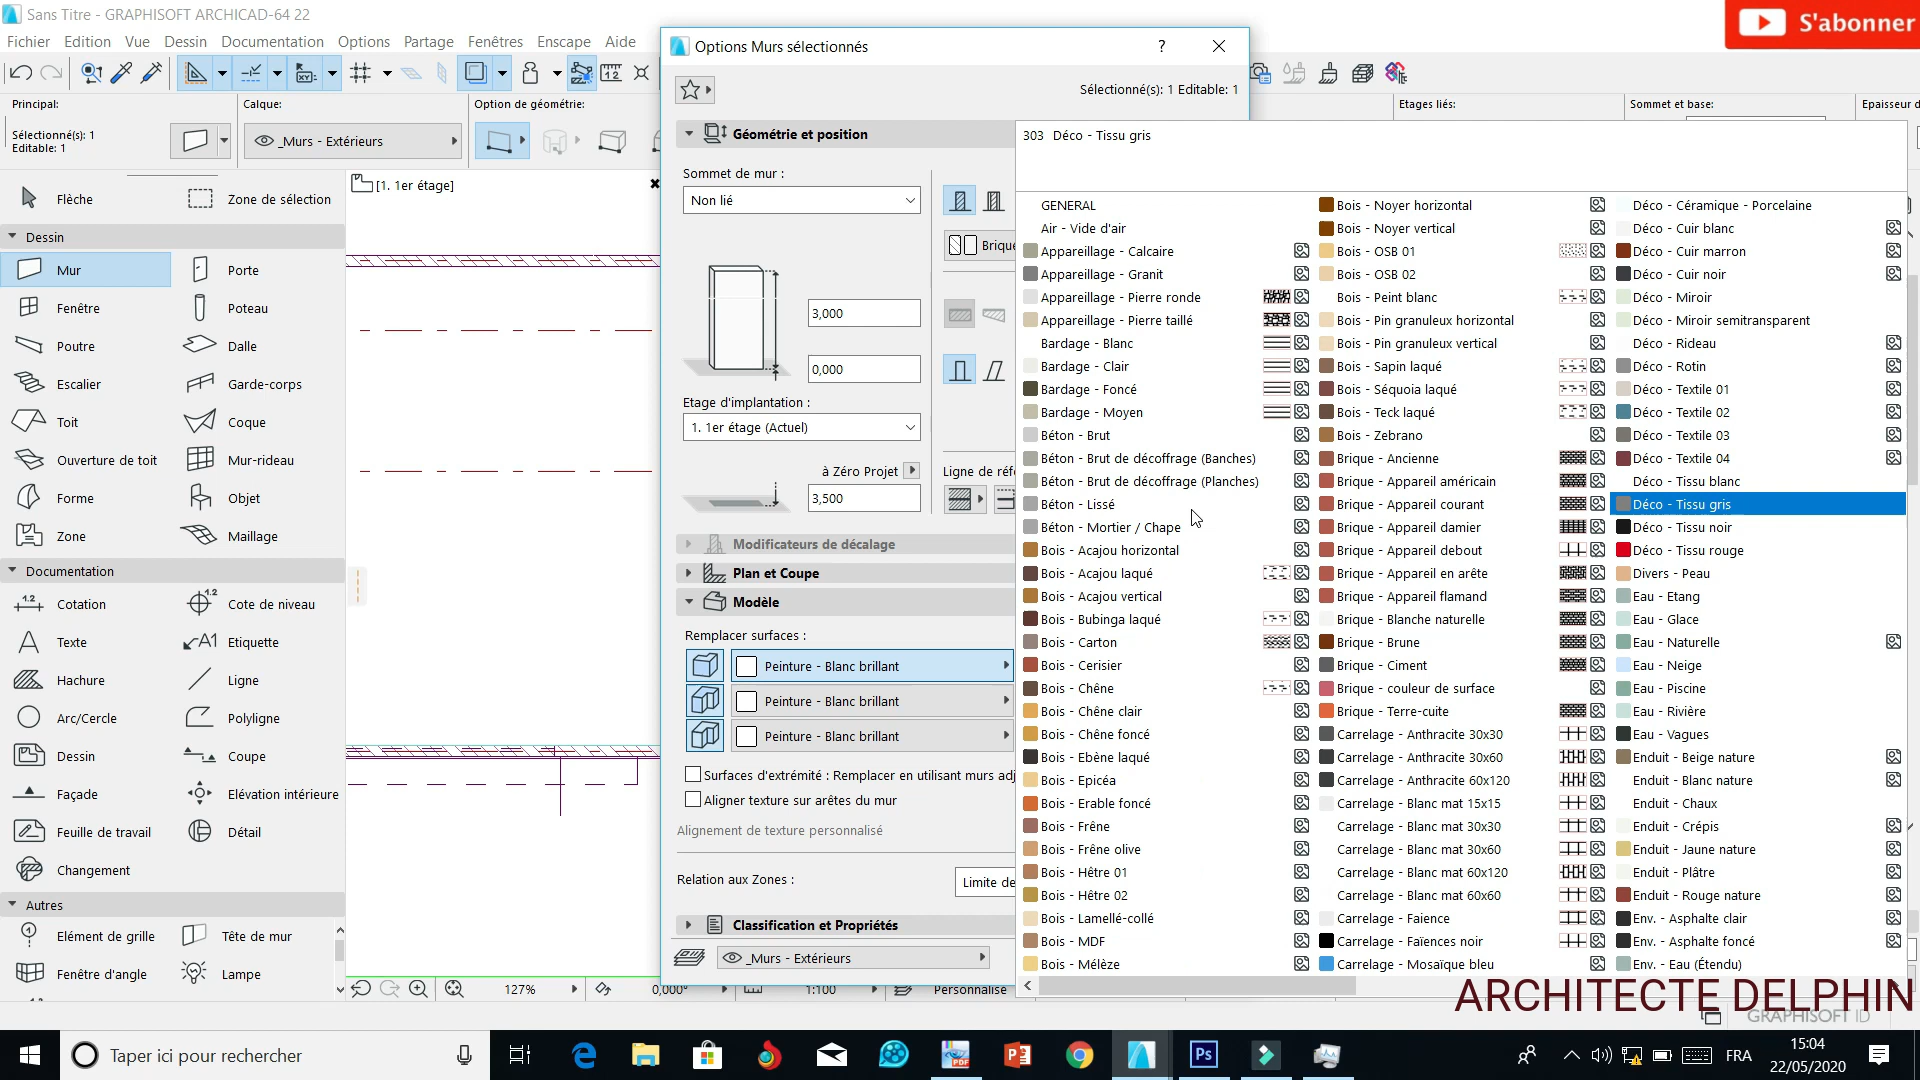 Sans Titre - GRAPHISOFT ARCHICAD-64 22
S'abonner
Fichier Edition Vue Dessin Documentation Options Partage Fenêtres Enscape Aide
Options Murs sélectionnés
?
Sélectionné(s): 1 Editable: 1
Principal:
Calque:
Option de géométrie:
Etages liés:
Sommet et base:
Epaisseur d
Sélectionné(s): 1
Editable: 1
_Murs - Extérieurs
Géométrie et position
303 Déco - Tissu gris
[1. 1er étage]
Flèche
Zone de sélection
Dessin
Mur
Porte
Fenêtre
Poteau
Poutre
Dalle
Escalier
Garde-corps
Toit
Coque
Ouverture de toit
Mur-rideau
Forme
Objet
Zone
Maillage
Documentation
1.2
Cotation
1.2
Cote de niveau
Texte
A1
Etiquette
Hachure
Ligne
Arc/Cercle
Polyligne
Dessin
Coupe
Façade
Elévation intérieure
Feuille de travail
Détail
Changement
Autres
Elément de grille
Tête de mur
Fenêtre d'angle
Lampe
Sommet de mur :
Non lié
Brique
3,000
0,000
Etage d'implantation :
1. 1er étage (Actuel)
à Zéro Projet
Ligne de réf
3,500
Modificateurs de décalage
Plan et Coupe
Modèle
Remplacer surfaces :
Peinture - Blanc brillant
Peinture - Blanc brillant
Peinture - Blanc brillant
Surfaces d'extrémité : Remplacer en utilisant murs adj
Aligner texture sur arêtes du mur
Alignement de texture personnalisé
Relation aux Zones :
Limite de
Classification et Propriétés
_Murs - Extérieurs
GENERAL
Air - Vide d'air
Appareillage - Calcaire
Appareillage - Granit
Appareillage - Pierre ronde
Appareillage - Pierre taillé
Bardage - Blanc
Bardage - Clair
Bardage - Foncé
Bardage - Moyen
Béton - Brut
Béton - Brut de décoffrage (Banches)
Béton - Brut de décoffrage (Planches)
Béton - Lissé
Béton - Mortier / Chape
Bois - Acajou horizontal
Bois - Acajou laqué
Bois - Acajou vertical
Bois - Bubinga laqué
Bois - Carton
Bois - Cerisier
Bois - Chêne
Bois - Chêne clair
Bois - Chêne foncé
Bois - Ebène laqué
Bois - Epicéa
Bois - Erable foncé
Bois - Frêne
Bois - Frêne olive
Bois - Hêtre 01
Bois - Hêtre 02
Bois - Lamellé-collé
Bois - MDF
Bois - Mélèze
Bois - Noyer horizontal
Bois - Noyer vertical
Bois - OSB 01
Bois - OSB 02
Bois - Peint blanc
Bois - Pin granuleux horizontal
Bois - Pin granuleux vertical
Bois - Sapin laqué
Bois - Séquoia laqué
Bois - Teck laqué
Bois - Zebrano
Brique - Ancienne
Brique - Appareil américain
Brique - Appareil courant
Brique - Appareil damier
Brique - Appareil debout
Brique - Appareil en arête
Brique - Appareil flamand
Brique - Blanche naturelle
Brique - Brune
Brique - Ciment
Brique - couleur de surface
Brique - Terre-cuite
Carrelage - Anthracite 30x30
Carrelage - Anthracite 30x60
Carrelage - Anthracite 60x120
Carrelage - Blanc mat 15x15
Carrelage - Blanc mat 30x30
Carrelage - Blanc mat 30x60
Carrelage - Blanc mat 60x120
Carrelage - Blanc mat 60x60
Carrelage - Faience
Carrelage - Faïences noir
Carrelage - Mosaïque bleu
Déco - Céramique - Porcelaine
Déco - Cuir blanc
Déco - Cuir marron
Déco - Cuir noir
Déco - Miroir
Déco - Miroir semitransparent
Déco - Rideau
Déco - Rotin
Déco - Textile 01
Déco - Textile 02
Déco - Textile 03
Déco - Textile 04
Déco - Tissu blanc
Déco - Tissu gris
Déco - Tissu noir
Déco - Tissu rouge
Divers - Peau
Eau - Etang
Eau - Glace
Eau - Naturelle
Eau - Neige
Eau - Piscine
Eau - Rivière
Eau - Vagues
Enduit - Beige nature
Enduit - Blanc nature
Enduit - Chaux
Enduit - Crépis
Enduit - Jaune nature
Enduit - Plâtre
Enduit - Rouge nature
Env. - Asphalte clair
Env. - Asphalte foncé
Env. - Eau (Étendu)
127%
0,000°
1:100
Personnalisé
ARCHITECTE DELPHIN
GRAPHISOFT ID
Taper ici pour rechercher
FRA
15:04
22/05/2020